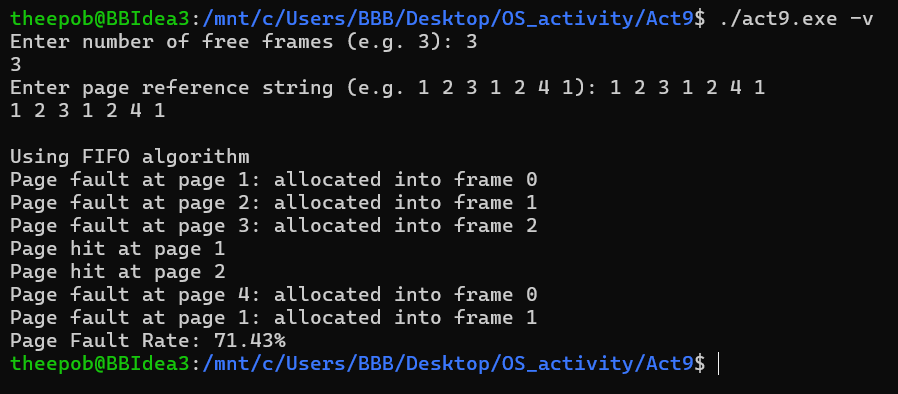 theepob@BBIdea3:/mnt/c/Users/BBB/Desktop/OS_activity/Act9$ ./act9.exe -v
Enter number of free frames (e.g. 3): 3
3
Enter page reference string (e.g. 1 2 3 1 2 4 1): 1 2 3 1 2 4 1
1 2 3 1 2 4 1

Using FIFO algorithm
Page fault at page 1: allocated into frame 0
Page fault at page 2: allocated into frame 1
Page fault at page 3: allocated into frame 2
Page hit at page 1
Page hit at page 2
Page fault at page 4: allocated into frame 0
Page fault at page 1: allocated into frame 1
Page Fault Rate: 71.43%
theepob@BBIdea3:/mnt/c/Users/BBB/Desktop/OS_activity/Act9$